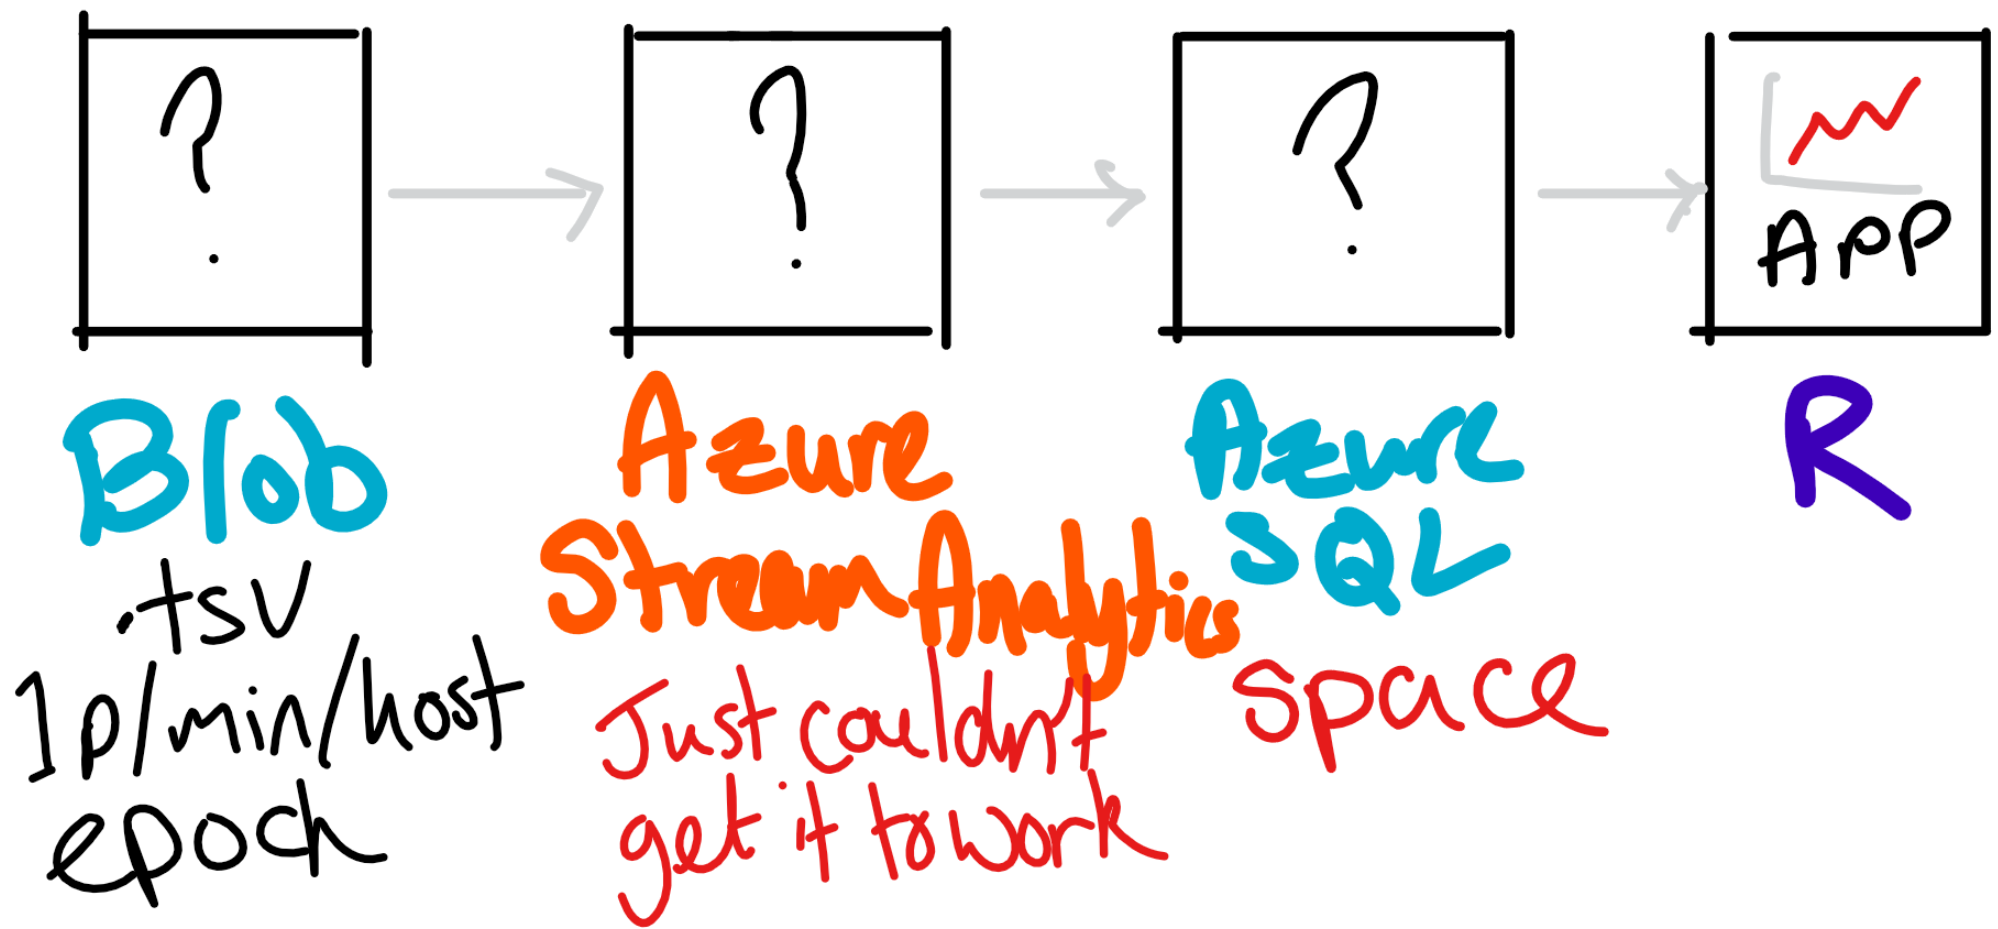 ?
?
?
APP
Blob
.tsv
1p/min/host
epoch
Azure
Stream Analytics
Just couldn't
get it to work
Azure
SQL
space
R